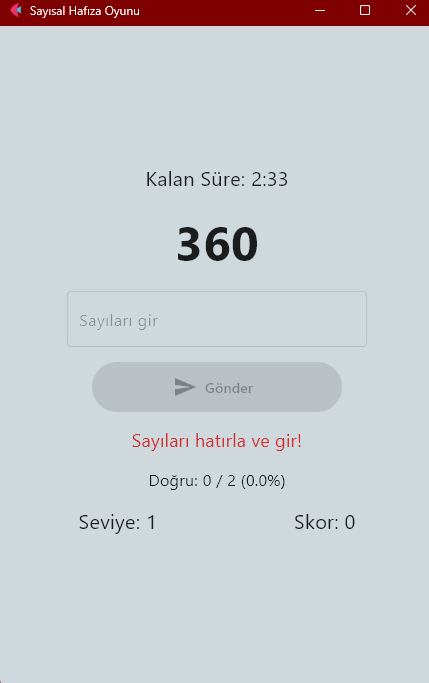 Sayısal Hafıza Oyunu
Kalan Süre: 2:33
360
Sayıları gir
Gönder
Sayıları hatırla ve gir!
Doğru: 0 / 2 (0.0%)
Seviye: 1 Skor: 0